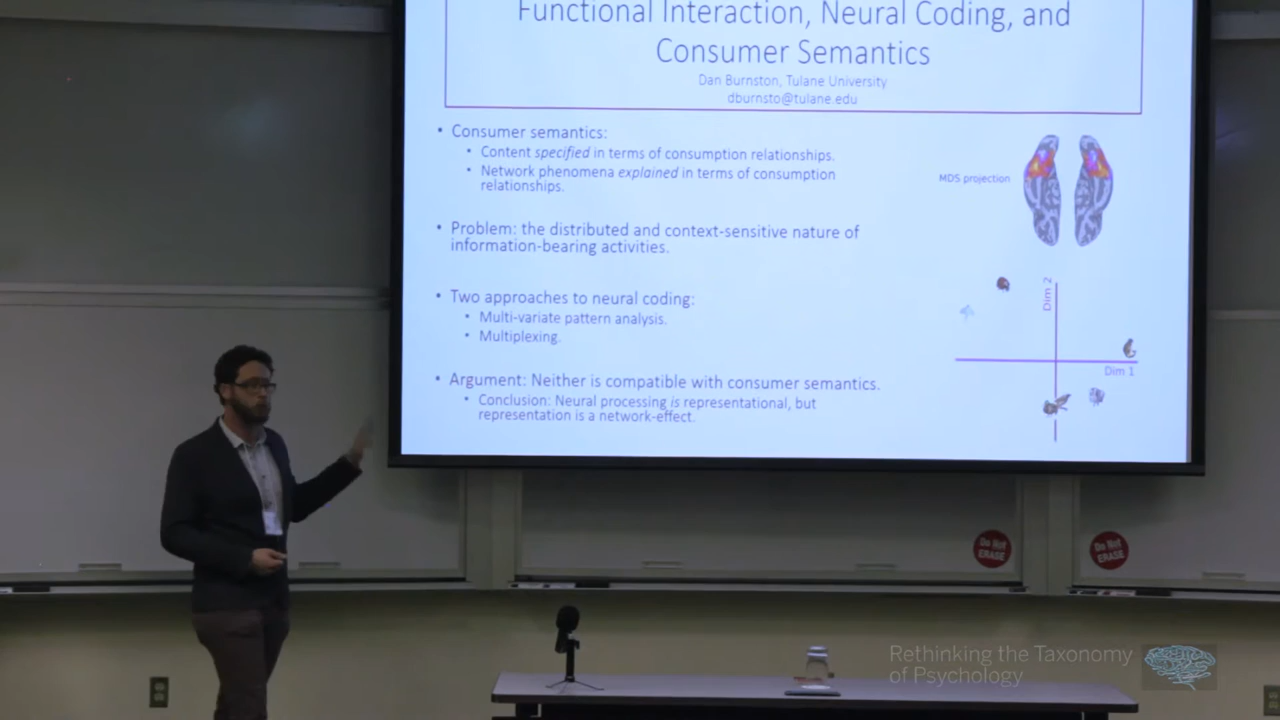 Functional Interaction, Neural Coding, and
Consumer Semantics
Dan Burnston, Tulane University
dburnsto@tulane.edu
• Consumer semantics:
• Content specified in terms of consumption relationships.
• Network phenomena explained in terms of consumption
relationships.
• Problem: the distributed and context-sensitive nature of
information-bearing activities.
• Two approaches to neural coding:
• Multi-variate pattern analysis.
• Multiplexing.
• Argument: Neither is compatible with consumer semantics.
• Conclusion: Neural processing is representational, but
representation is a network-effect.
MDS projection
Dim 2
Dim 1
Do Not
ERASE
Do Not
ERASE
Rethinking the Taxonomy
of Psychology